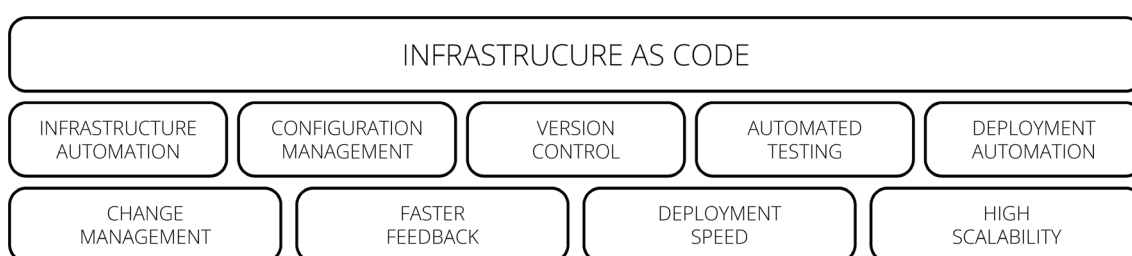 INFRASTRUCURE AS CODE
INFRASTRUCTURE
AUTOMATION
CONFIGURATION
MANAGEMENT
VERSION
CONTROL
AUTOMATED
TESTING
DEPLOYMENT
AUTOMATION
CHANGE
MANAGEMENT
FASTER
FEEDBACK
DEPLOYMENT
SPEED
HIGH
SCALABILITY